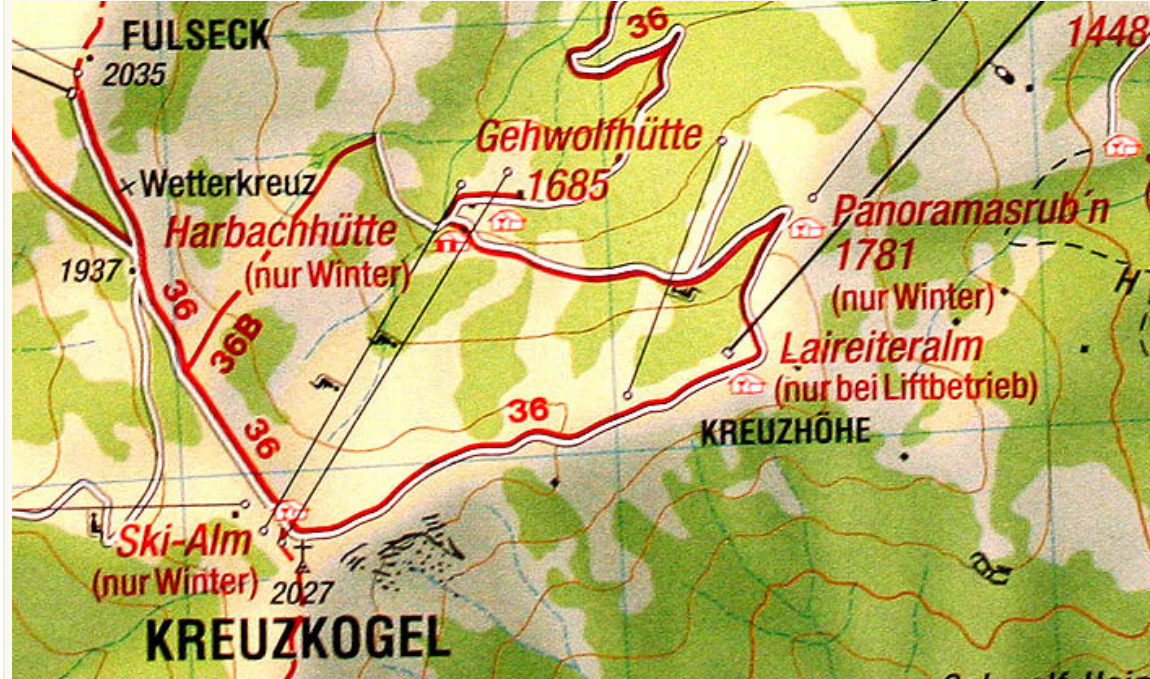 36
FULSECK
1448
2035
Gehwolfhütte
1685
Wetterkreuz
Harbachhütte
(nur Winter)
Panoramasrub'n
1781
(nur Winter)
1937
H
36
36B
Laireiteralm
(nur bei Liftbetrieb)
36
36
KREUZHÖHE
Ski-Alm
(nur Winter)
2027
KREUZKOGEL